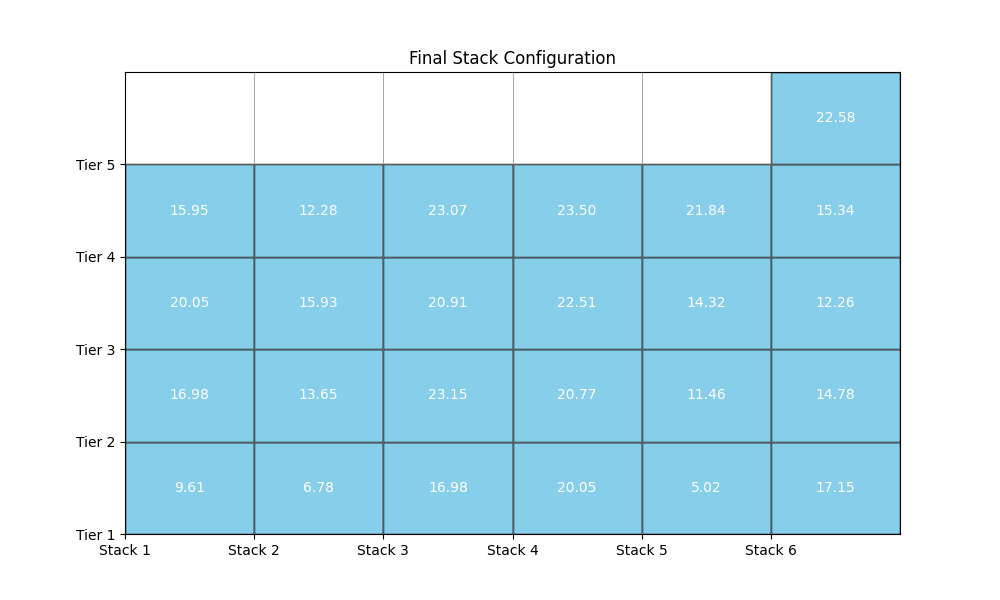 Final Stack Configuration
22.58
Tier 5
15.95 12.28 23.07 23.50 21.84 15.34
Tier 4
20.05 15.93 20.91 22.51 14.32 12.26
Tier 3
16.98 13.65 23.15 20.77 11.46 14.78
Tier 2
9.61 6.78 16.98 20.05 5.02 17.15
Tier 1
Stack 1 Stack 2 Stack 3 Stack 4 Stack 5 Stack 6